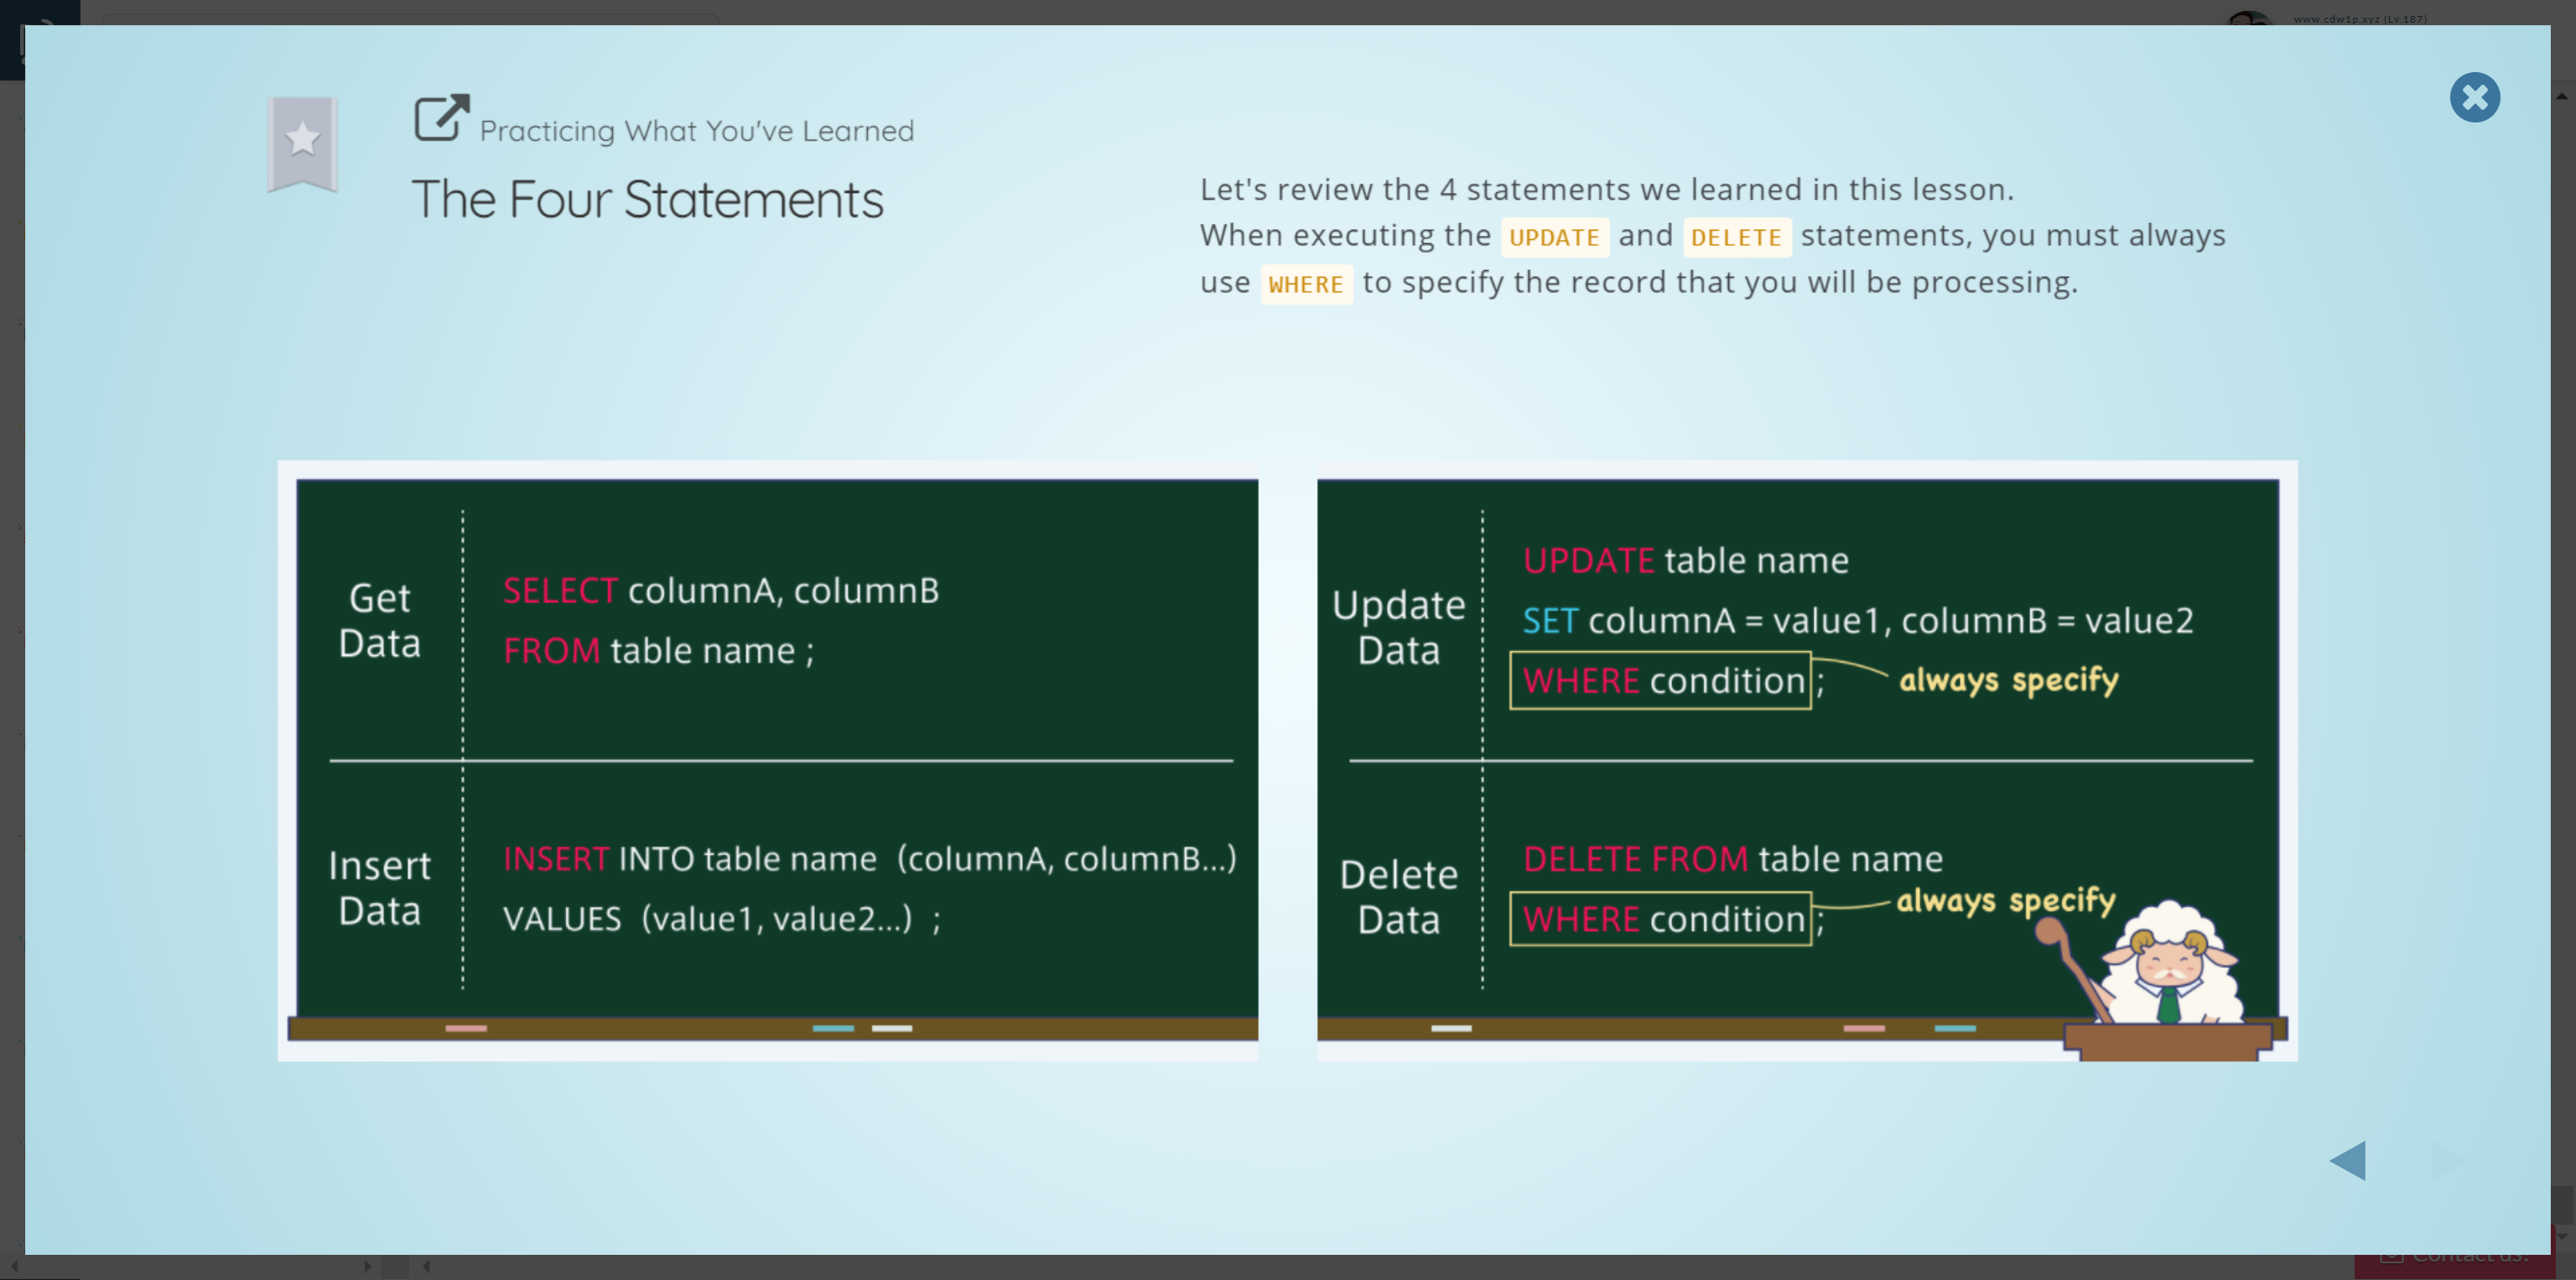 www.cdw1p.xyz (Lv.187)
Practicing What You've Learned
The Four Statements
Let's review the 4 statements we learned in this lesson.
When executing the UPDATE and DELETE statements, you must always
use WHERE to specify the record that you will be processing.
Get
Data
SELECT columnA, columnB
FROM table name ;
Insert
Data
INSERT INTO table name (columnA, columnB...)
VALUES (value1, value2...) ;
Update
Data
UPDATE table name
SET columnA = value1, columnB = value2
WHERE condition ;
always specify
Delete
Data
DELETE FROM table name
WHERE condition ;
always specify
Contact us!